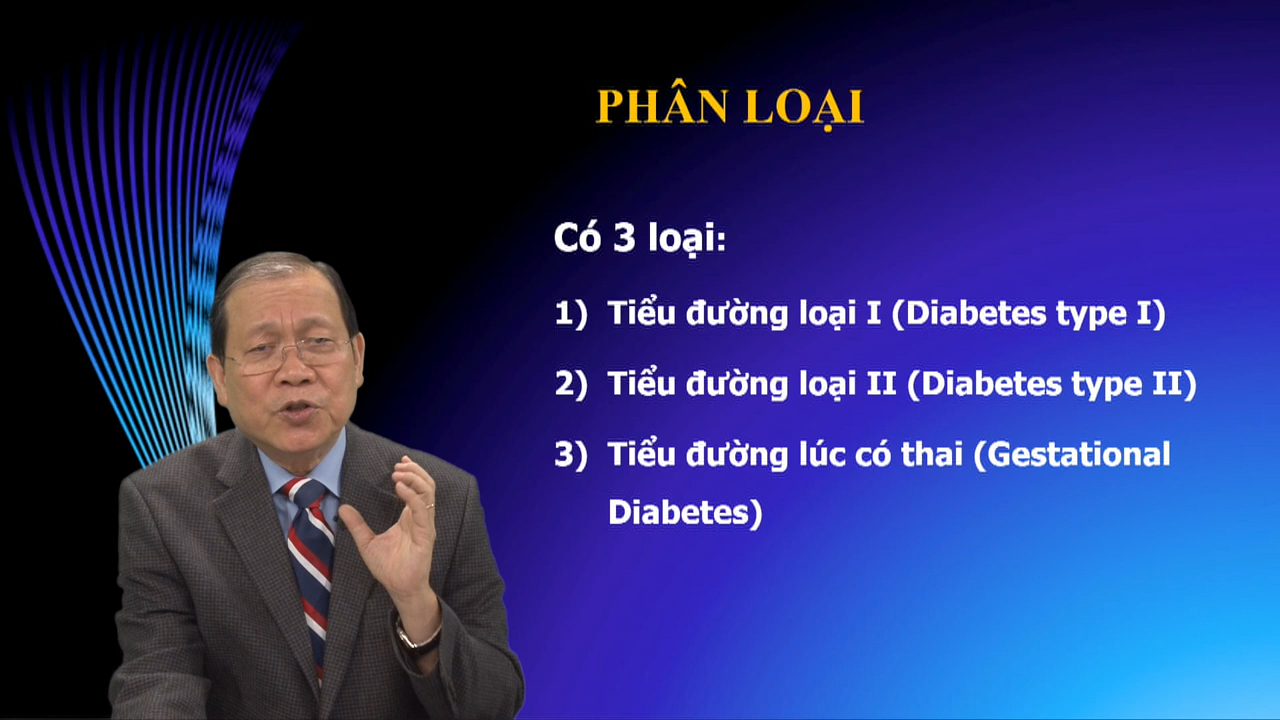 PHÂN LOẠI
Có 3 loại:
1) Tiểu đường loại I (Diabetes type I)
2) Tiểu đường loại II (Diabetes type II)
3) Tiểu đường lúc có thai (Gestational
Diabetes)